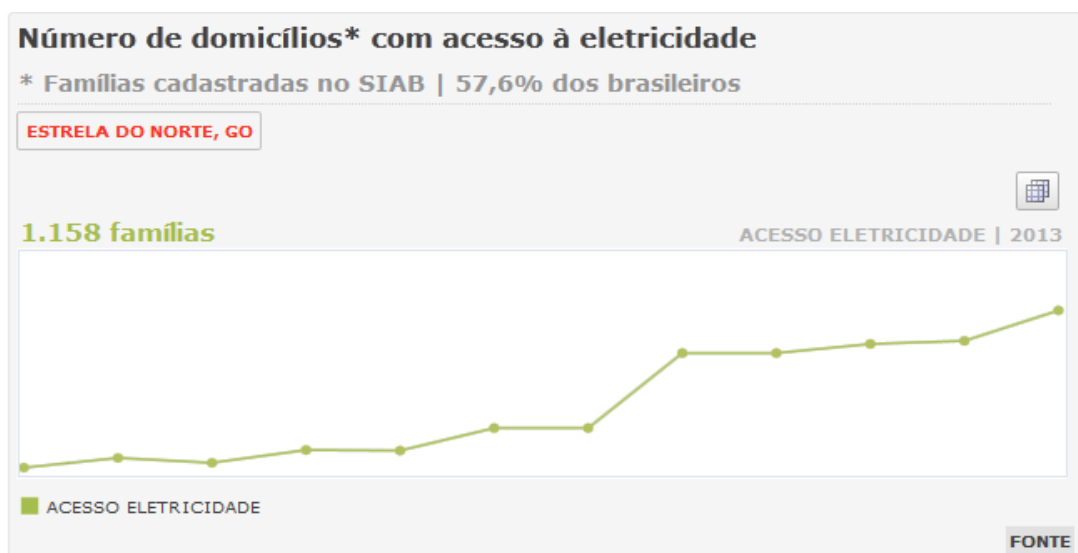 Número de domicílios* com acesso à eletricidade
* Famílias cadastradas no SIAB | 57,6% dos brasileiros
ESTRELA DO NORTE, GO
1.158 famílias
ACESSO ELETRICIDADE | 2013
ACESSO ELETRICIDADE
FONTE